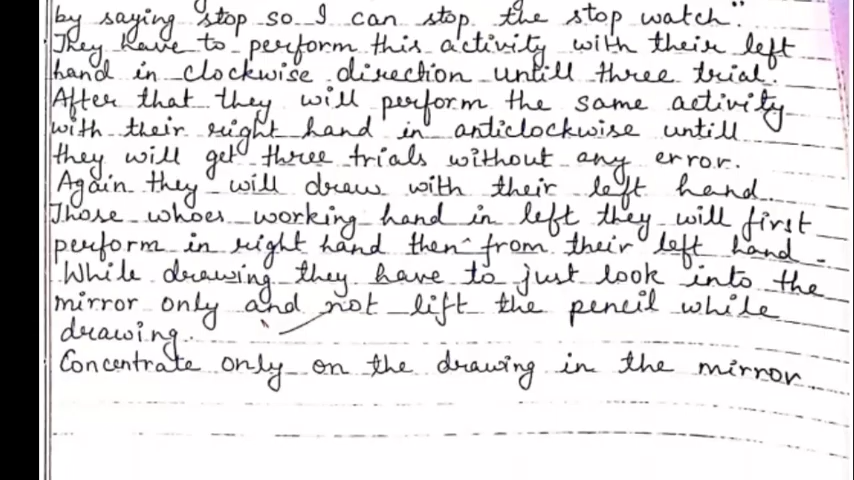 by saying stop so I can stop the stop watch".
They have to perform this activity with their left
hand in clockwise direction untill three trial.
After that they will perform the same activity
with their right hand in anticlockwise untill
they will get three trials without any error.
Again they will draw with their left hand.
Those whoes working hand in left they will first
perform in right hand then from their left hand.
While drawing they have to just look into the
mirror only and not lift the pencil while
drawing.
Concentrate only on the drawing in the mirror